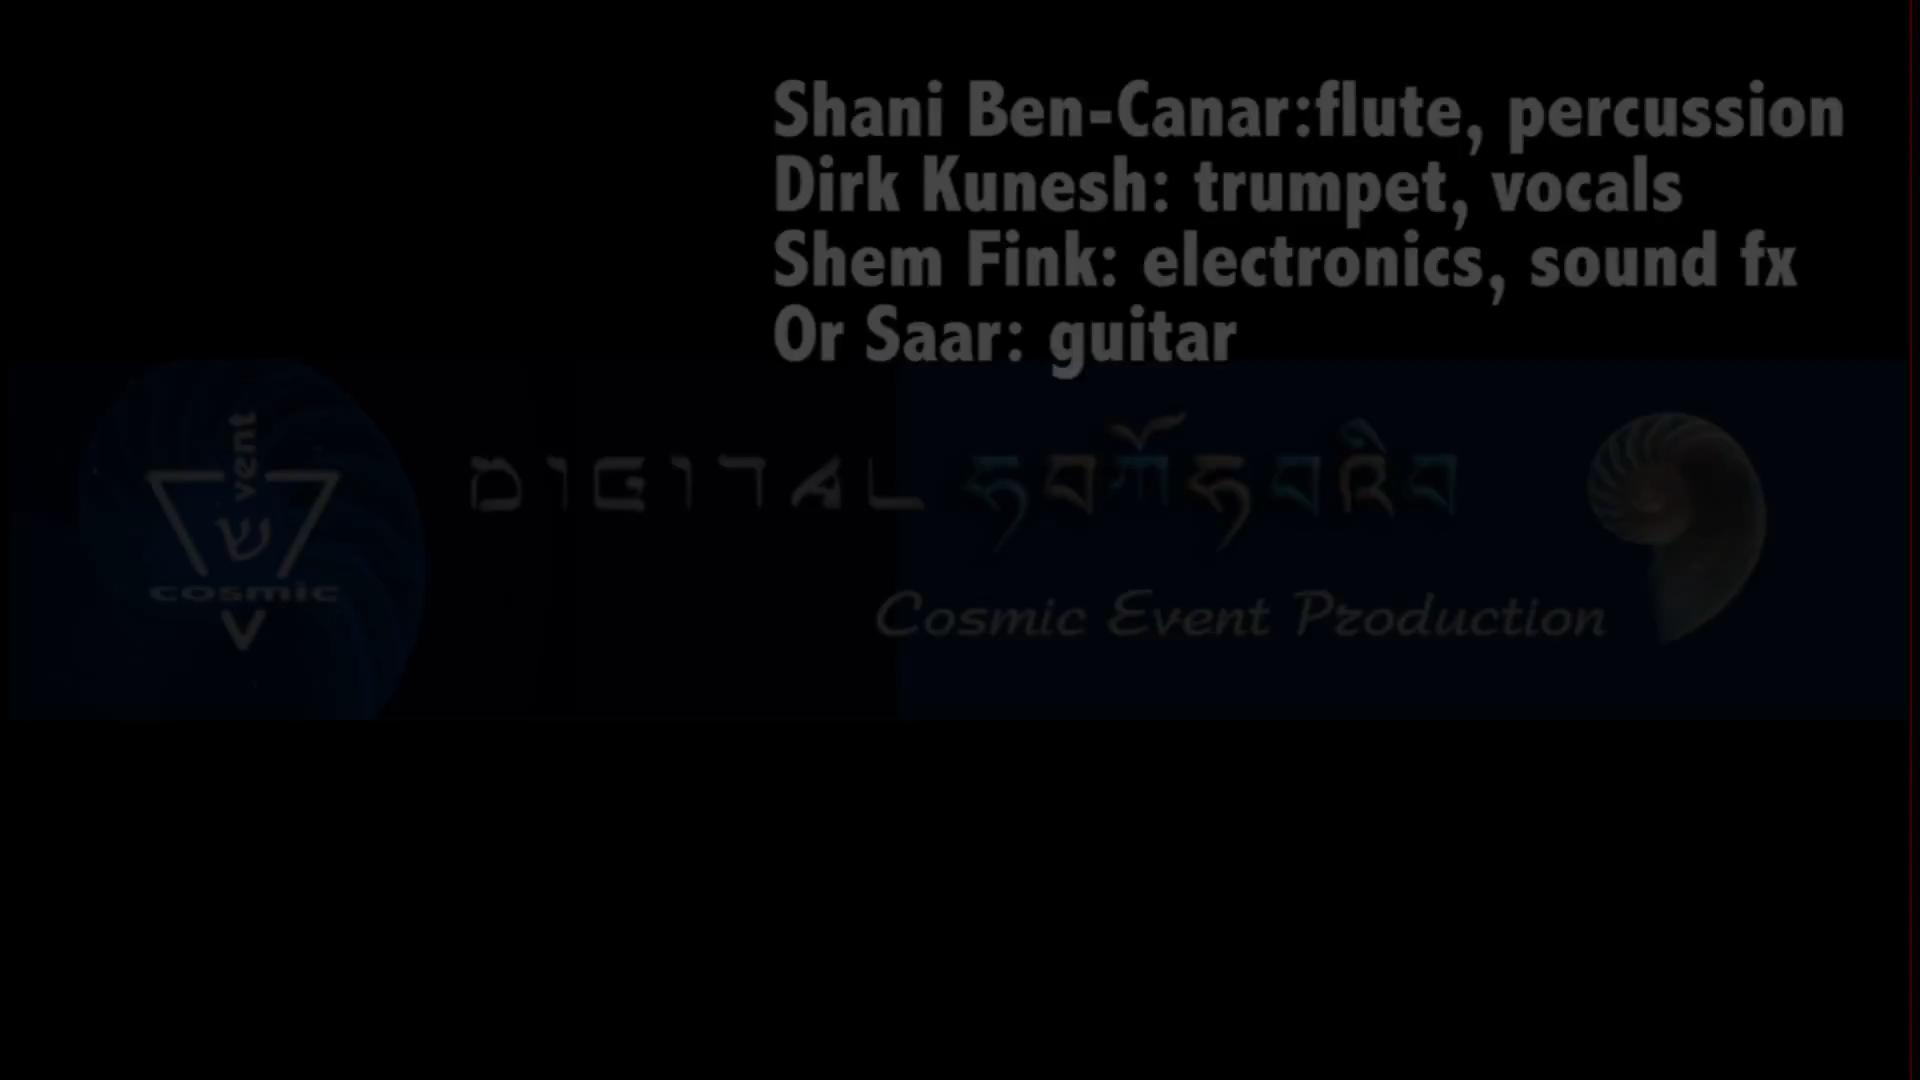 Shani Ben-Canar:flute, percussion
Dirk Kunesh: trumpet, vocals
Shem Fink: electronics, sound fx
Or Saar: guitar
vent
ש
cosmic
DIGITAL SAMSARA
Cosmic Event Production